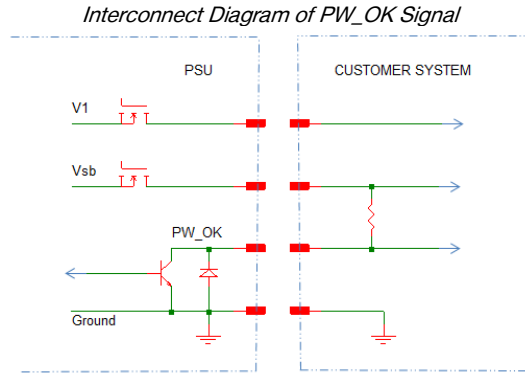 Interconnect Diagram of PW_OK Signal
PSU
CUSTOMER SYSTEM
V1
Vsb
PW_OK
Ground